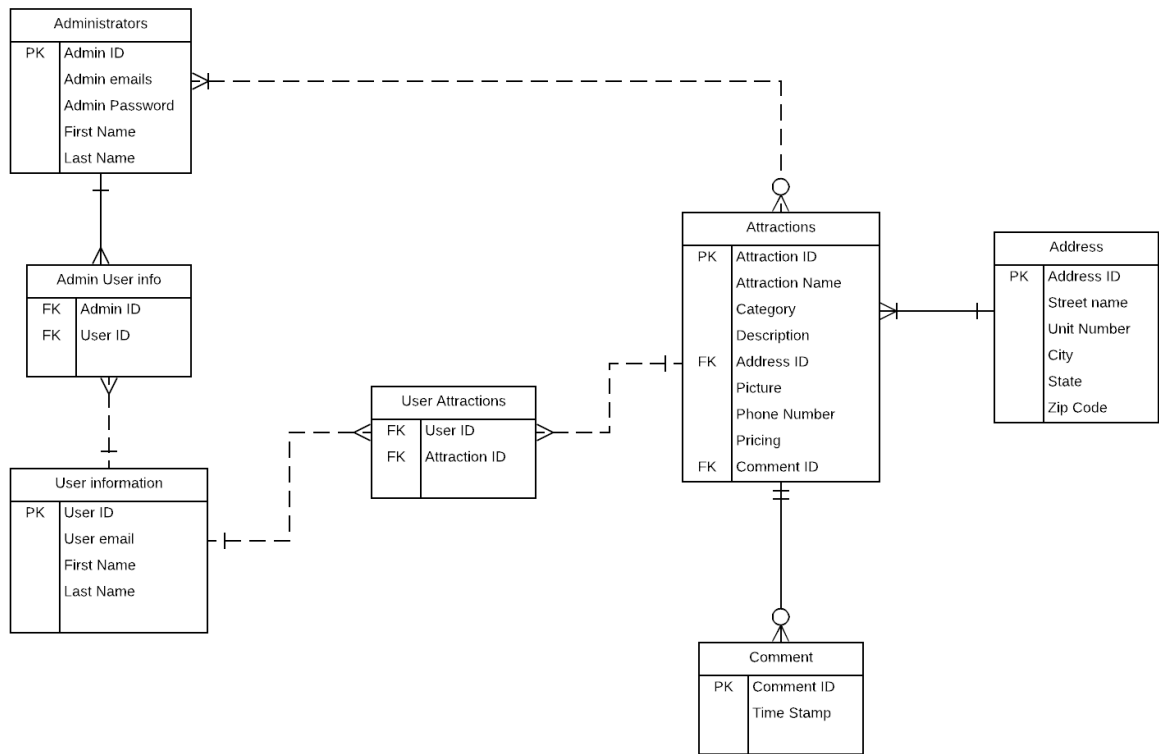 Administrators
PK Admin ID
Admin emails
Admin Password
First Name
Last Name
Admin User info
FK Admin ID
FK User ID
User information
PK User ID
User email
First Name
Last Name
User Attractions
FK User ID
FK Attraction ID
Attractions
PK Attraction ID
Attraction Name
Category
Description
FK Address ID
Picture
Phone Number
Pricing
FK Comment ID
Address
PK Address ID
Street name
Unit Number
City
State
Zip Code
Comment
PK Comment ID
Time Stamp